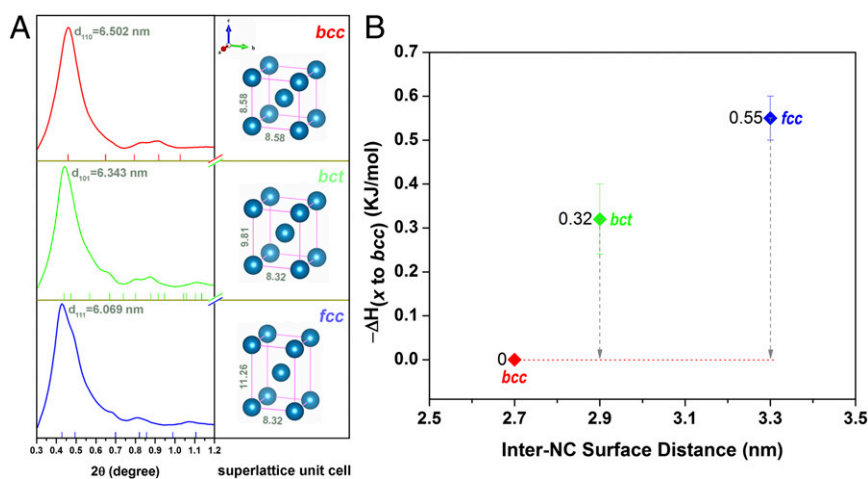 A
d110=6.502 nm
bcc
c
a
b
8.58
8.58
d101=6.343 nm
bct
9.81
8.32
d111=6.069 nm
fcc
11.26
8.32
0.3 0.4 0.5 0.6 0.7 0.8 0.9 1.0 1.1 1.2
2θ (degree)
superlattice unit cell
B
−ΔH(x to bcc) (KJ/mol)
0.7
0.6
0.5
0.4
0.3
0.2
0.1
0.0
0.55 fcc
0.32 bct
0
bcc
2.5 2.7 2.9 3.1 3.3 3.5
Inter-NC Surface Distance (nm)